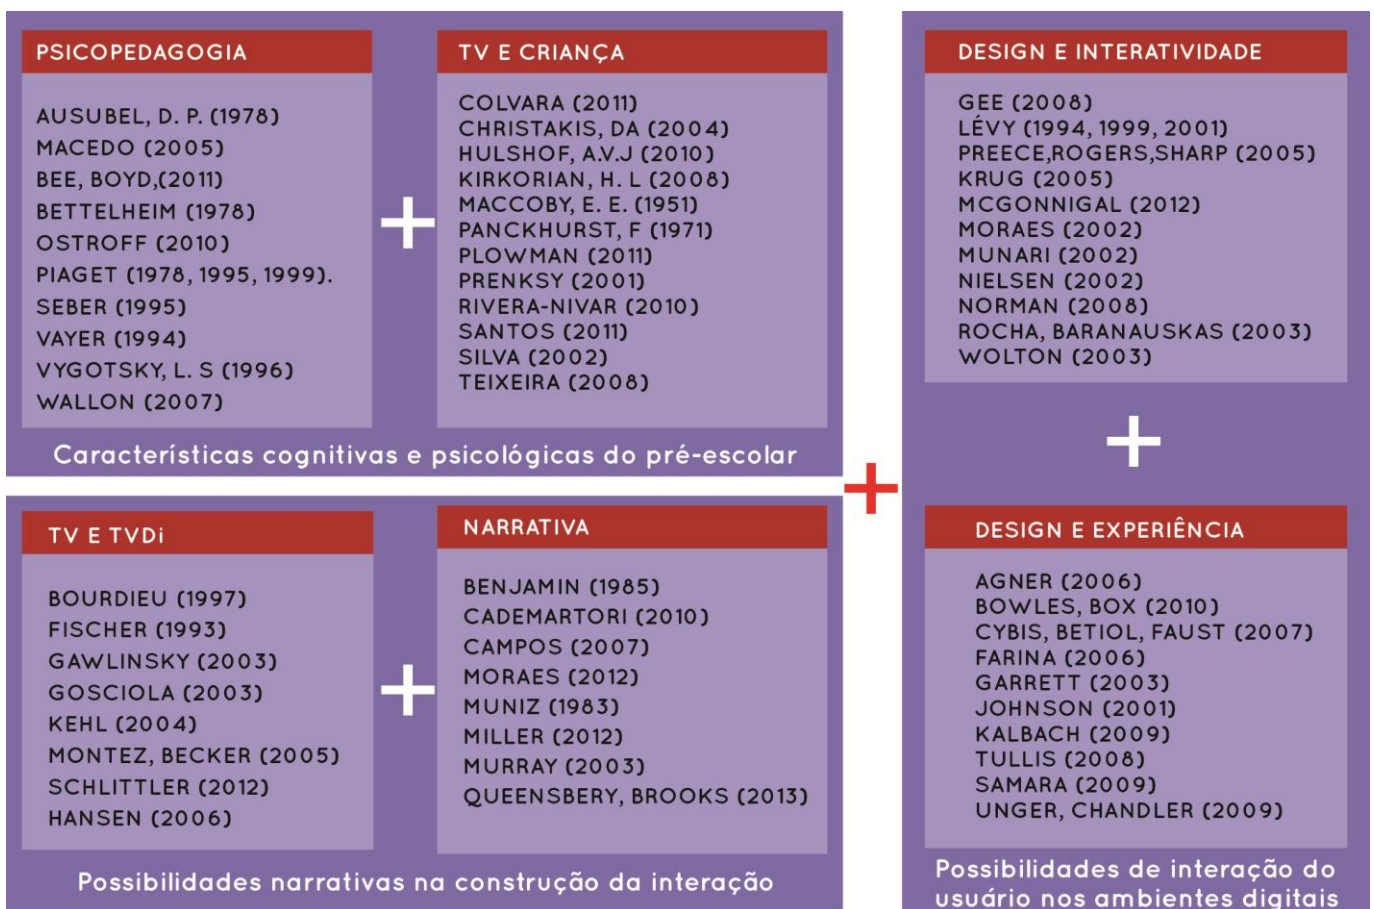 PSICOPEDAGOGIA
AUSUBEL, D. P. (1978)
MACEDO (2005)
BEE, BOYD,(2011)
BETTELHEIM (1978)
OSTROFF (2010)
PIAGET (1978, 1995, 1999).
SEBER (1995)
VAYER (1994)
VYGOTSKY, L. S (1996)
WALLON (2007)
+
TV E CRIANÇA
COLVARA (2011)
CHRISTAKIS, DA (2004)
HULSHOF, A.V.J (2010)
KIRKORIAN, H. L (2008)
MACCOBY, E. E. (1951)
PANCKHURST, F (1971)
PLOWMAN (2011)
PRENKSY (2001)
RIVERA-NIVAR (2010)
SANTOS (2011)
SILVA (2002)
TEIXEIRA (2008)
Características cognitivas e psicológicas do pré-escolar
TV E TVDi
BOURDIEU (1997)
FISCHER (1993)
GAWLINSKY (2003)
GOSCIOLA (2003)
KEHL (2004)
MONTEZ, BECKER (2005)
SCHLITTLER (2012)
HANSEN (2006)
+
NARRATIVA
BENJAMIN (1985)
CADEMARTORI (2010)
CAMPOS (2007)
MORAES (2012)
MUNIZ (1983)
MILLER (2012)
MURRAY (2003)
QUEENSBERY, BROOKS (2013)
Possibilidades narrativas na construção da interação
+
DESIGN E INTERATIVIDADE
GEE (2008)
LÉVY (1994, 1999, 2001)
PREECE,ROGERS,SHARP (2005)
KRUG (2005)
MCGONNIGAL (2012)
MORAES (2002)
MUNARI (2002)
NIELSEN (2002)
NORMAN (2008)
ROCHA, BARANAUSKAS (2003)
WOLTON (2003)
+
DESIGN E EXPERIÊNCIA
AGNER (2006)
BOWLES, BOX (2010)
CYBIS, BETIOL, FAUST (2007)
FARINA (2006)
GARRETT (2003)
JOHNSON (2001)
KALBACH (2009)
TULLIS (2008)
SAMARA (2009)
UNGER, CHANDLER (2009)
Possibilidades de interação do
usuário nos ambientes digitais